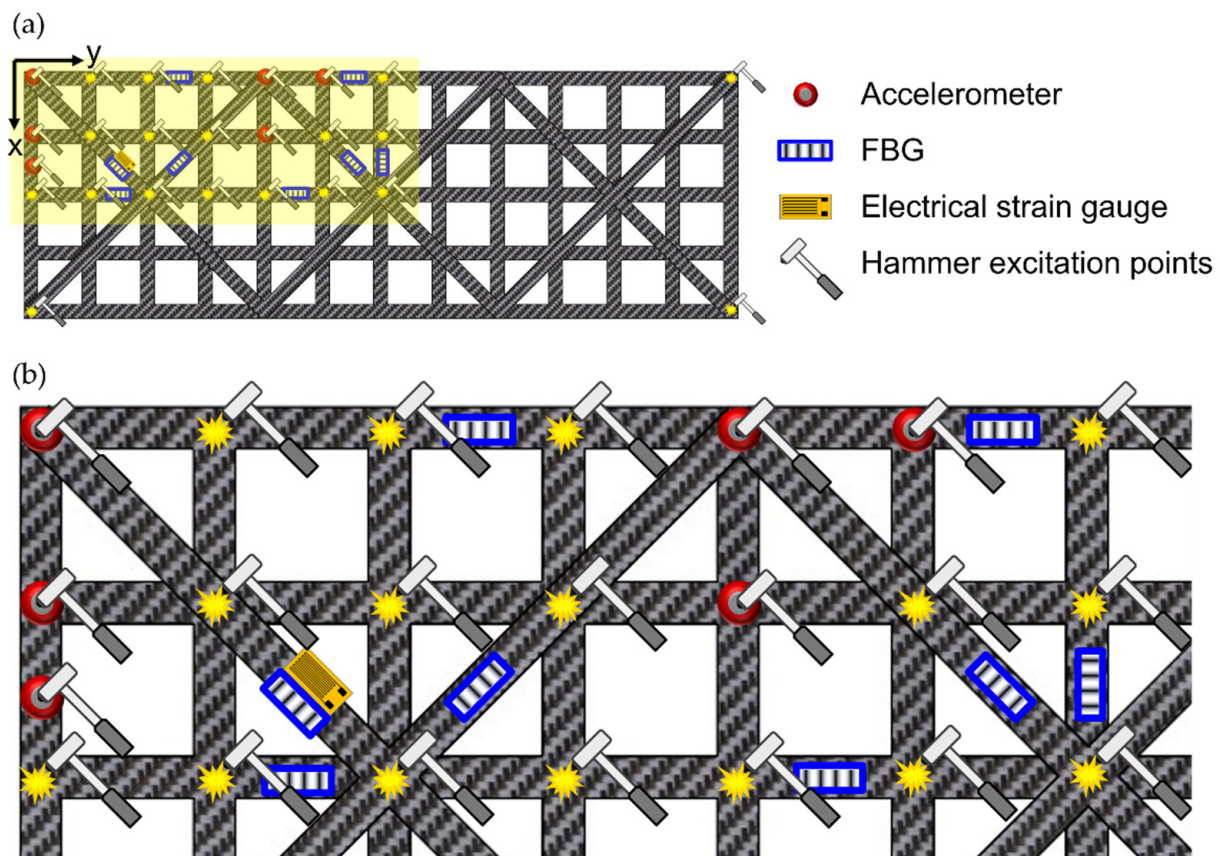 (a)
y
x
Accelerometer
FBG
Electrical strain gauge
Hammer excitation points
(b)